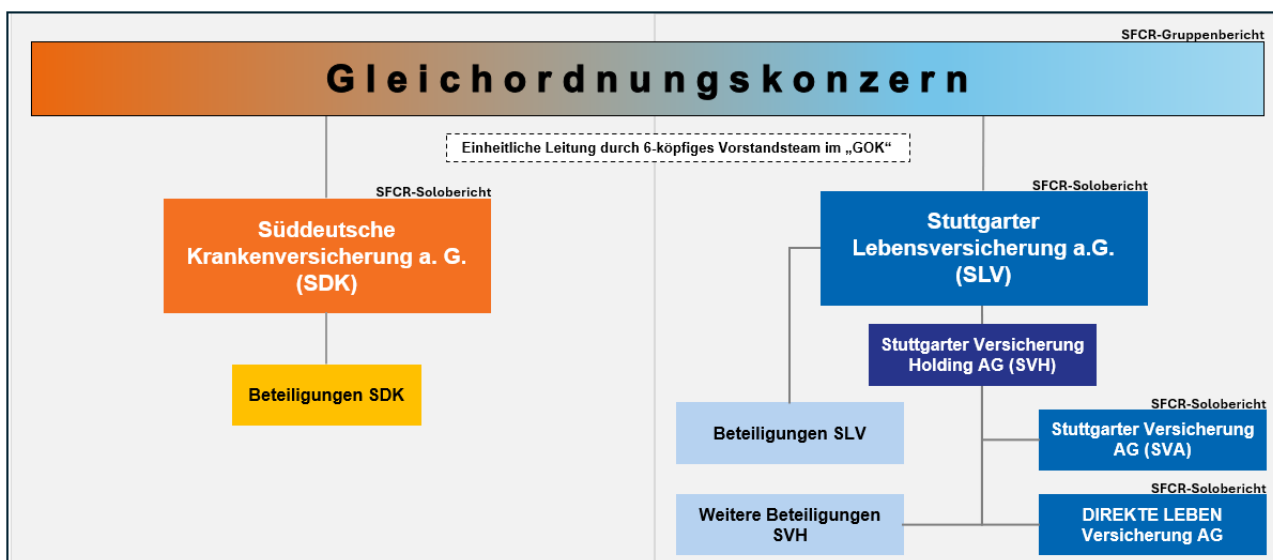 SFCR-Gruppenbericht
Gleichordnungskonzern
Einheitliche Leitung durch 6-köpfiges Vorstandsteam im „GOK“
SFCR-Solobericht
Süddeutsche
Krankenversicherung a. G.
(SDK)
Beteiligungen SDK
SFCR-Solobericht
Stuttgarter
Lebensversicherung a.G.
(SLV)
Stuttgarter Versicherung
Holding AG (SVH)
Beteiligungen SLV
SFCR-Solobericht
Stuttgarter Versicherung
AG (SVA)
Weitere Beteiligungen
SVH
SFCR-Solobericht
DIREKTE LEBEN
Versicherung AG